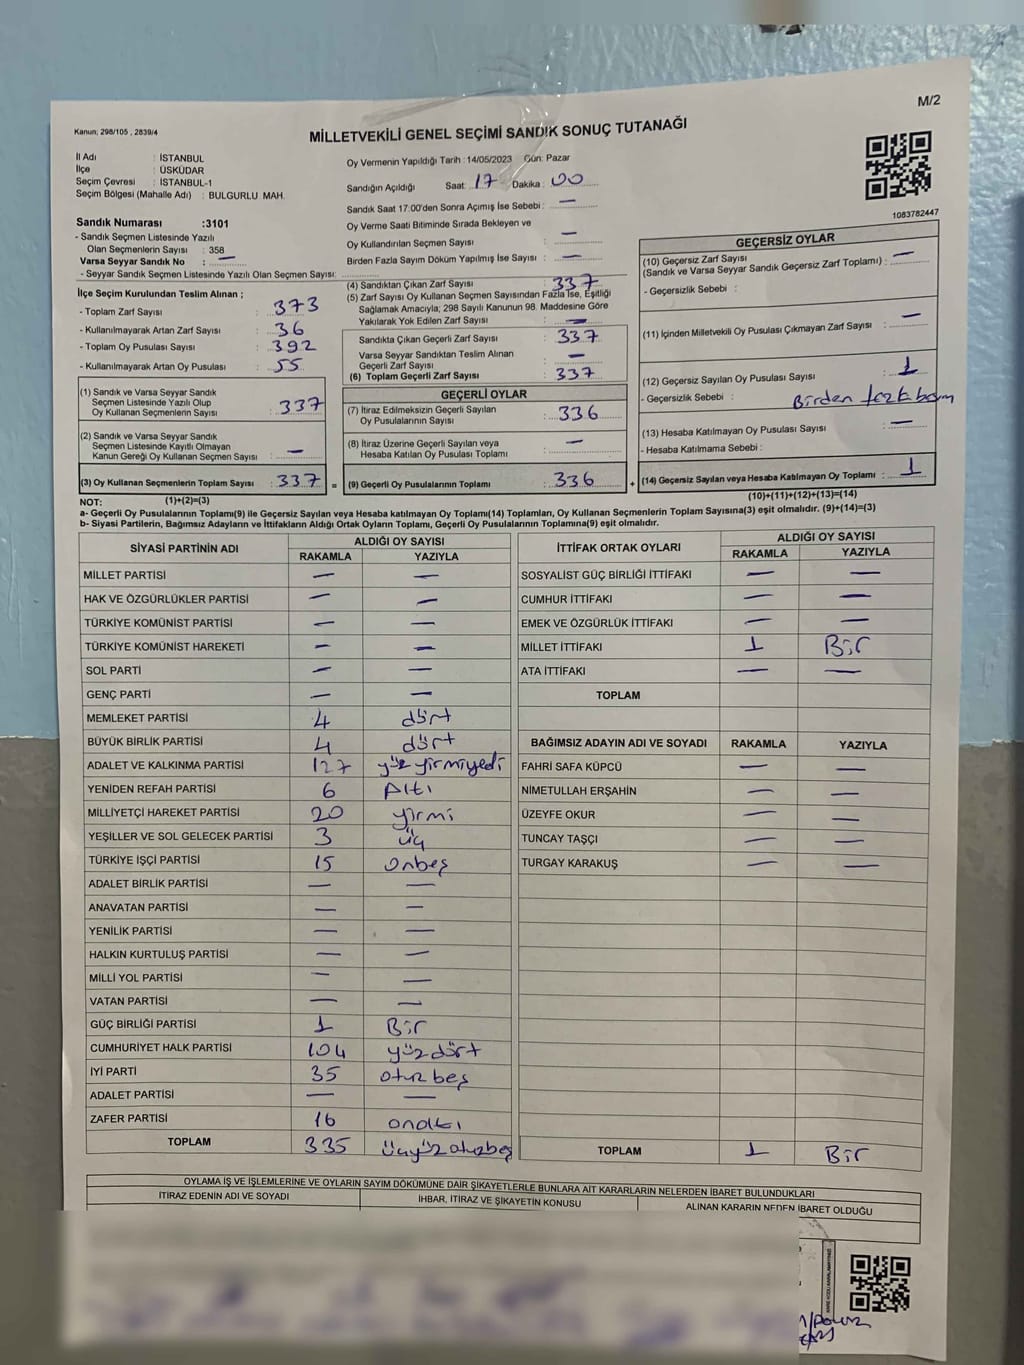 M/2
Kanun; 298/105 , 2839/4
MİLLETVEKİLİ GENEL SEÇİMİ SANDIK SONUÇ TUTANAĞI
İl Adı : İSTANBUL
İlçe : ÜSKÜDAR
Seçim Çevresi : İSTANBUL-1
Seçim Bölgesi (Mahalle Adı) : BULGURLU MAH.
Sandık Numarası :3101
- Sandık Seçmen Listesinde Yazılı
Olan Seçmenlerin Sayısı : 358
Varsa Seyyar Sandık No : —
- Seyyar Sandık Seçmen Listesinde Yazılı Olan Seçmen Sayısı:
Oy Vermenin Yapıldığı Tarih :14/05/2023 Gün: Pazar
Sandığın Açıldığı Saat: 17 Dakika : 00
Sandık Saat 17:00'den Sonra Açımış İse Sebebi : —
Oy Verme Saati Bitiminde Sırada Bekleyen ve
Oy Kullandırılan Seçmen Sayısı : —
Birden Fazla Sayım Döküm Yapılmış İse Sayısı : —
1083782447
İlçe Seçim Kurulundan Teslim Alınan ;
- Toplam Zarf Sayısı : 373
- Kullanılmayarak Artan Zarf Sayısı : 36
- Toplam Oy Pusulası Sayısı : 392
- Kullanılmayarak Artan Oy Pusulası : 55
(1) Sandık ve Varsa Seyyar Sandık
Seçmen Listesinde Yazılı Olup
Oy Kullanan Seçmenlerin Sayısı : 337
(2) Sandık ve Varsa Seyyar Sandık
Seçmen Listesinde Kayıtlı Olmayan
Kanun Gereği Oy Kullanan Seçmen Sayısı : —
(3) Oy Kullanan Seçmenlerin Toplam Sayısı : 337
(4) Sandıktan Çıkan Zarf Sayısı : 337
(5) Zarf Sayısı Oy Kullanan Seçmen Sayısından Fazla İse, Eşitliği
Sağlamak Amacıyla; 298 Sayılı Kanunun 98. Maddesine Göre
Yakılarak Yok Edilen Zarf Sayısı : —
Sandıkta Çıkan Geçerli Zarf Sayısı : 337
Varsa Seyyar Sandıktan Teslim Alınan
Geçerli Zarf Sayısı : —
(6) Toplam Geçerli Zarf Sayısı : 337
GEÇERLİ OYLAR
(7) İtiraz Edilmeksizin Geçerli Sayılan
Oy Pusulalarının Sayısı : 336
(8) İtiraz Üzerine Geçerli Sayılan veya
Hesaba Katılan Oy Pusulası Toplamı : —
= (9) Geçerli Oy Pusulalarının Toplamı : 336
GEÇERSİZ OYLAR
(10) Geçersiz Zarf Sayısı
(Sandık ve Varsa Seyyar Sandık Geçersiz Zarf Toplamı) : —
- Geçersizlik Sebebi :
(11) İçinden Milletvekili Oy Pusulası Çıkmayan Zarf Sayısı : —
(12) Geçersiz Sayılan Oy Pusulası Sayısı : 1
- Geçersizlik Sebebi : Birden fazla basım
(13) Hesaba Katılmayan Oy Pusulası Sayısı : —
- Hesaba Katılmama Sebebi :
+ (14) Geçersiz Sayılan veya Hesaba Katılmayan Oy Toplamı : 1
NOT: (1)+(2)=(3) (10)+(11)+(12)+(13)=(14)
a- Geçerli Oy Pusulalarının Toplamı(9) ile Geçersiz Sayılan veya Hesaba katılmayan Oy Toplamı(14) Toplamları, Oy Kullanan Seçmenlerin Toplam Sayısına(3) eşit olmalıdır. (9)+(14)=(3)
b- Siyasi Partilerin, Bağımsız Adayların ve İttifakların Aldığı Ortak Oyların Toplamı, Geçerli Oy Pusulalarının Toplamına(9) eşit olmalıdır.
SİYASİ PARTİNİN ADI ALDIĞI OY SAYISI
RAKAMLA YAZIYLA
MİLLET PARTİSİ — —
HAK VE ÖZGÜRLÜKLER PARTİSİ — —
TÜRKİYE KOMÜNİST PARTİSİ — —
TÜRKİYE KOMÜNİST HAREKETİ — —
SOL PARTİ — —
GENÇ PARTİ — —
MEMLEKET PARTİSİ 4 dört
BÜYÜK BİRLİK PARTİSİ 4 dört
ADALET VE KALKINMA PARTİSİ 127 yüzyirmiyedi
YENİDEN REFAH PARTİSİ 6 Altı
MİLLİYETÇİ HAREKET PARTİSİ 20 yirmi
YEŞİLLER VE SOL GELECEK PARTİSİ 3 üç
TÜRKİYE İŞÇİ PARTİSİ 15 onbeş
ADALET BİRLİK PARTİSİ — —
ANAVATAN PARTİSİ — —
YENİLİK PARTİSİ — —
HALKIN KURTULUŞ PARTİSİ — —
MİLLİ YOL PARTİSİ — —
VATAN PARTİSİ — —
GÜÇ BİRLİĞİ PARTİSİ 1 Bir
CUMHURİYET HALK PARTİSİ 104 yüzdört
İYİ PARTİ 35 otuzbeş
ADALET PARTİSİ — —
ZAFER PARTİSİ 16 onaltı
TOPLAM 335 üçyüzotuzbeş
İTTİFAK ORTAK OYLARI ALDIĞI OY SAYISI
RAKAMLA YAZIYLA
SOSYALİST GÜÇ BİRLİĞİ İTTİFAKI — —
CUMHUR İTTİFAKI — —
EMEK VE ÖZGÜRLÜK İTTİFAKI — —
MİLLET İTTİFAKI 1 Bir
ATA İTTİFAKI — —
TOPLAM
BAĞIMSIZ ADAYIN ADI VE SOYADI RAKAMLA YAZIYLA
FAHRİ SAFA KÜPCÜ — —
NİMETULLAH ERŞAHİN — —
ÜZEYFE OKUR — —
TUNCAY TAŞÇI — —
TURGAY KARAKUŞ — —
TOPLAM 1 Bir
OYLAMA İŞ VE İŞLEMLERİNE VE OYLARIN SAYIM DÖKÜMÜNE DAİR ŞİKAYETLERLE BUNLARA AİT KARARLARIN NELERDEN İBARET BULUNDUKLARI
İTİRAZ EDENİN ADI VE SOYADI İHBAR, İTİRAZ VE ŞİKAYETİN KONUSU ALINAN KARARIN NEDEN İBARET OLDUĞU